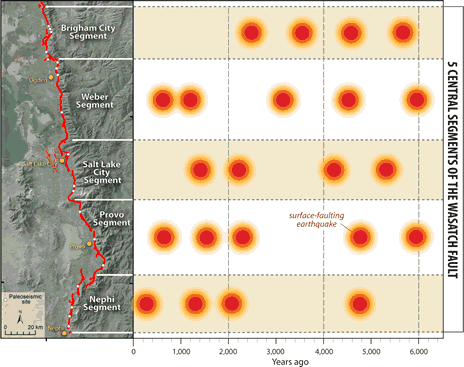 Brigham City
Segment
Ogden
Weber
Segment
Salt Lake City
Salt Lake
City
Segment
Provo
Segment
Provo
Nephi
Segment
Paleoseismic
site
N
0 20 km
Nephi
surface-faulting
earthquake
0 1,000 2,000 3,000 4,000 5,000 6,000
Years ago
5 CENTRAL SEGMENTS OF THE WASATCH FAULT